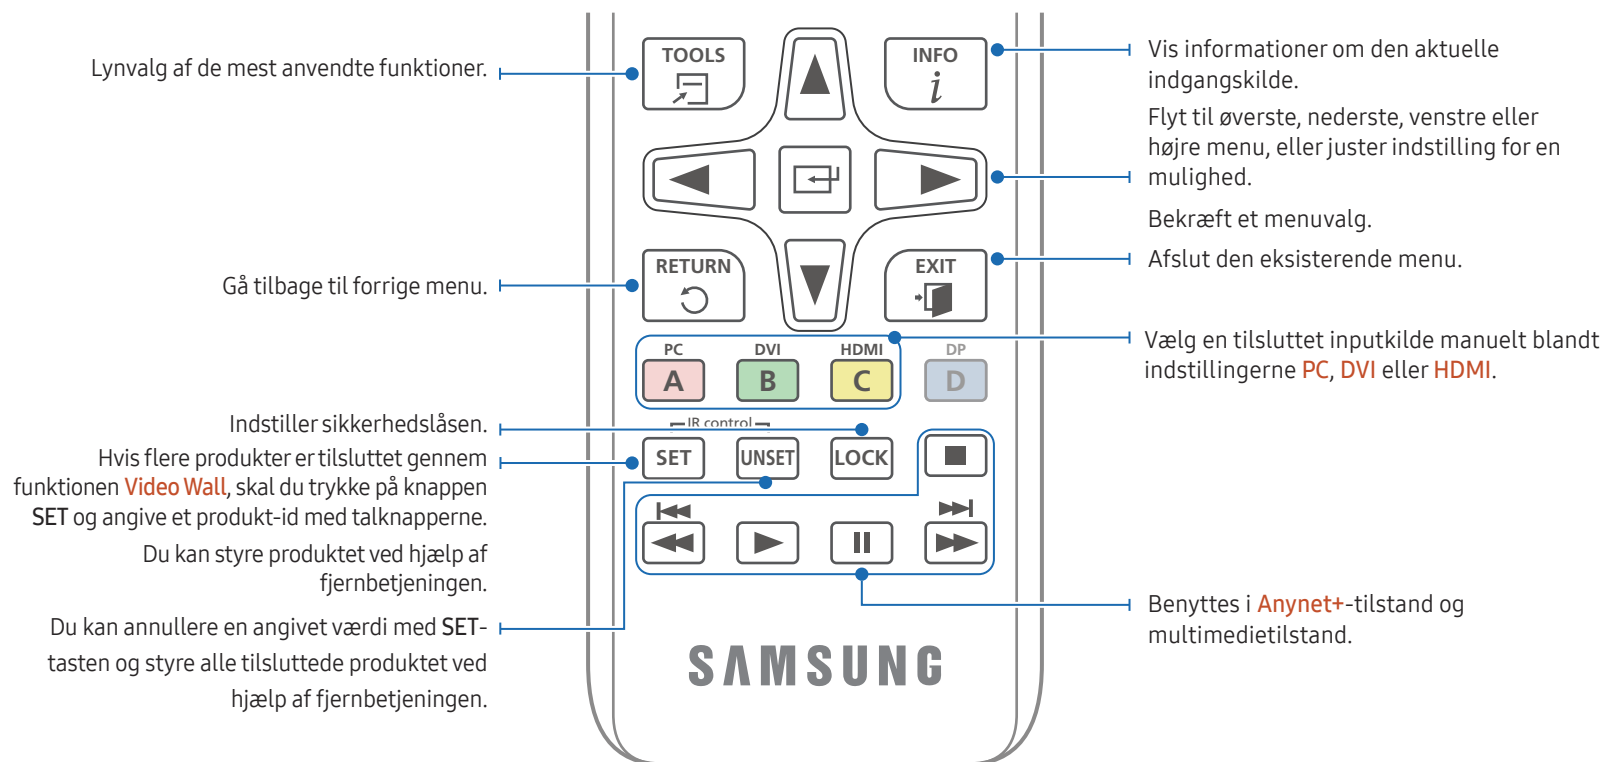 Lynvalg af de mest anvendte funktioner.
Gå tilbage til forrige menu.
Indstiller sikkerhedslåsen.
Hvis flere produkter er tilsluttet gennem
funktionen Video Wall, skal du trykke på knappen
SET og angive et produkt-id med talknapperne.
Du kan styre produktet ved hjælp af
fjernbetjeningen.
Du kan annullere en angivet værdi med SET-
tasten og styre alle tilsluttede produktet ved
hjælp af fjernbetjeningen.
TOOLS
INFO
i
RETURN
EXIT
PC
DVI
HDMI
DP
A
B
C
D
IR control
SET
UNSET
LOCK
SAMSUNG
Vis informationer om den aktuelle
indgangskilde.
Flyt til øverste, nederste, venstre eller
højre menu, eller juster indstilling for en
mulighed.
Bekræft et menuvalg.
Afslut den eksisterende menu.
Vælg en tilsluttet inputkilde manuelt blandt
indstillingerne PC, DVI eller HDMI.
Benyttes i Anynet+-tilstand og
multimedietilstand.